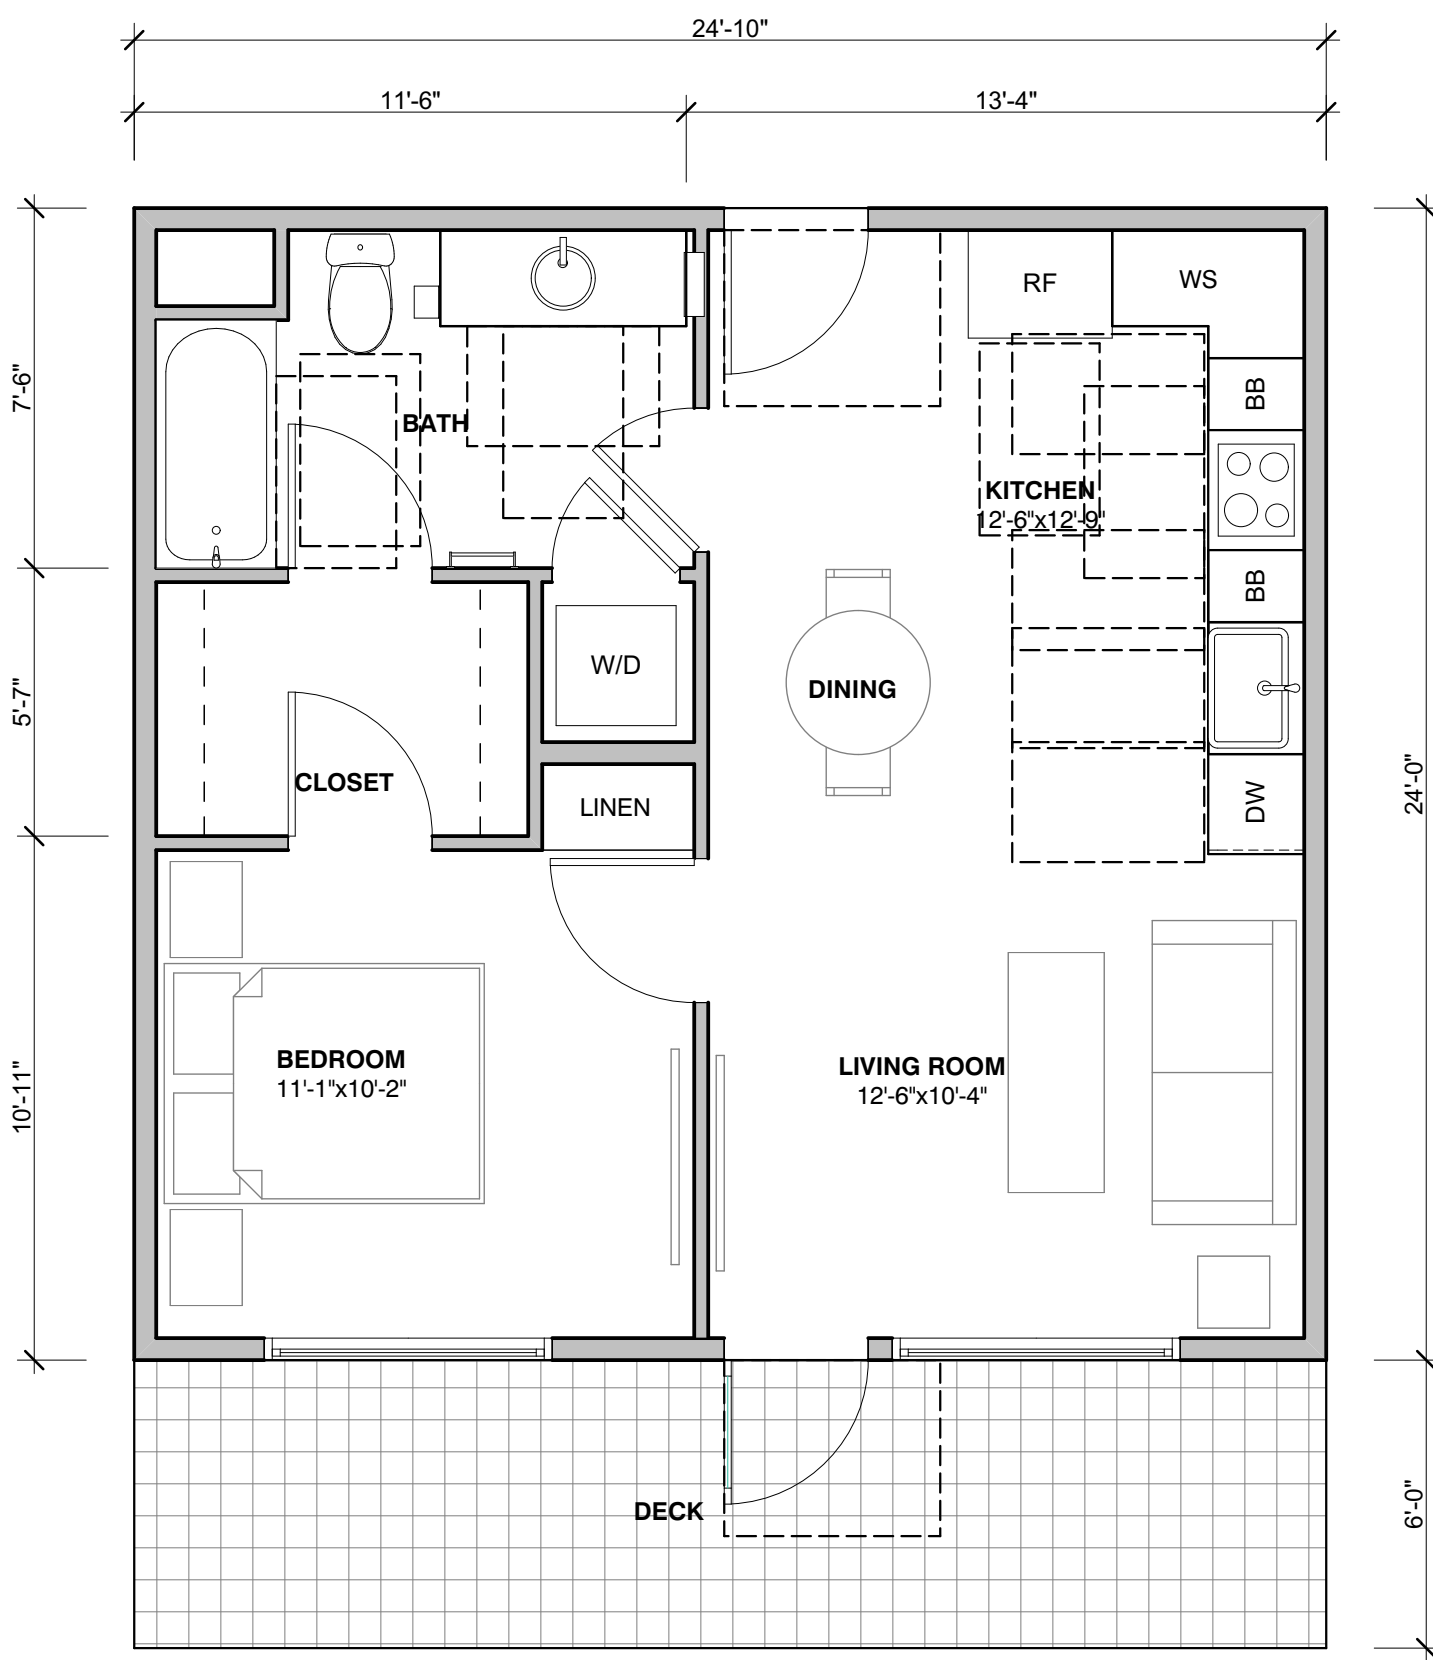 24'-10"
11'-6"
13'-4"
RF
WS
7'-6"
BB
BATH
KITCHEN
12'-6"x12'-9"
BB
W/D
DINING
5'-7"
CLOSET
LINEN
DW
24'-0"
BEDROOM
11'-1"x10'-2"
LIVING ROOM
12'-6"x10'-4"
10'-11"
DECK
6'-0"